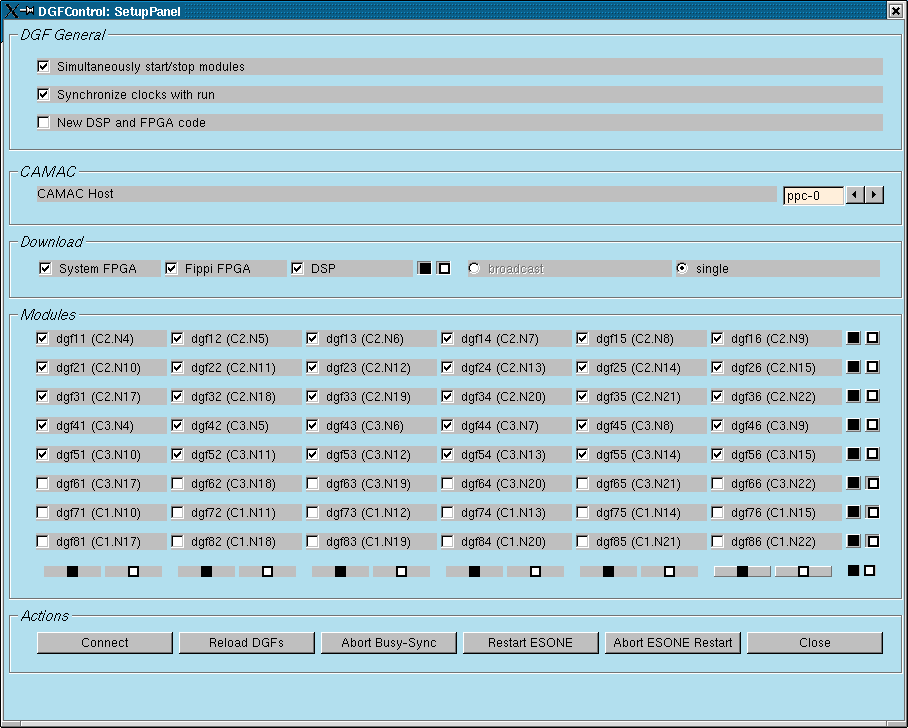 DGFControl: SetupPanel
DGF General
Simultaneously start/stop modules
Synchronize clocks with run
New DSP and FPGA code
CAMAC
CAMAC Host ppc-0
Download
System FPGA Fippi FPGA DSP broadcast single
Modules
dgf11 (C2.N4) dgf12 (C2.N5) dgf13 (C2.N6) dgf14 (C2.N7) dgf15 (C2.N8) dgf16 (C2.N9)
dgf21 (C2.N10) dgf22 (C2.N11) dgf23 (C2.N12) dgf24 (C2.N13) dgf25 (C2.N14) dgf26 (C2.N15)
dgf31 (C2.N17) dgf32 (C2.N18) dgf33 (C2.N19) dgf34 (C2.N20) dgf35 (C2.N21) dgf36 (C2.N22)
dgf41 (C3.N4) dgf42 (C3.N5) dgf43 (C3.N6) dgf44 (C3.N7) dgf45 (C3.N8) dgf46 (C3.N9)
dgf51 (C3.N10) dgf52 (C3.N11) dgf53 (C3.N12) dgf54 (C3.N13) dgf55 (C3.N14) dgf56 (C3.N15)
dgf61 (C3.N17) dgf62 (C3.N18) dgf63 (C3.N19) dgf64 (C3.N20) dgf65 (C3.N21) dgf66 (C3.N22)
dgf71 (C1.N10) dgf72 (C1.N11) dgf73 (C1.N12) dgf74 (C1.N13) dgf75 (C1.N14) dgf76 (C1.N15)
dgf81 (C1.N17) dgf82 (C1.N18) dgf83 (C1.N19) dgf84 (C1.N20) dgf85 (C1.N21) dgf86 (C1.N22)
Actions
Connect Reload DGFs Abort Busy-Sync Restart ESONE Abort ESONE Restart Close